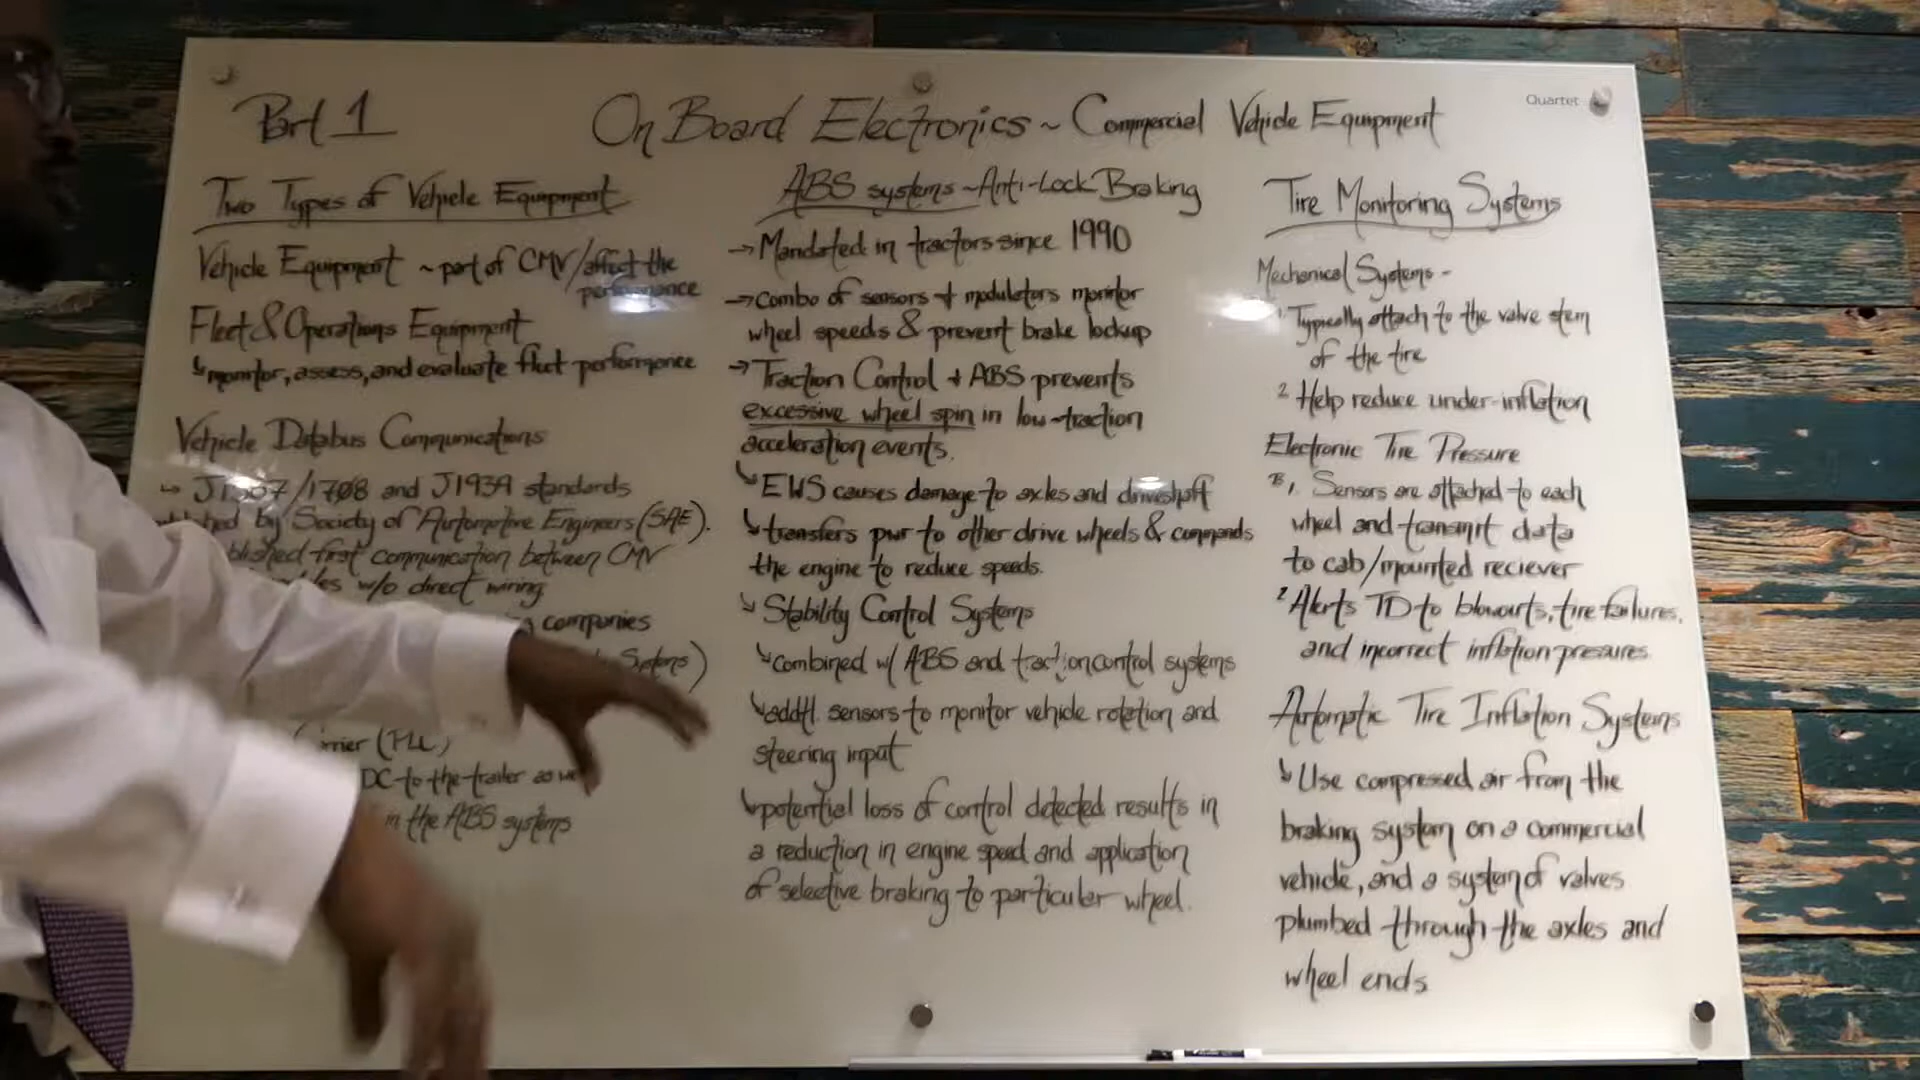 Part 1
On Board Electronics ~ Commercial Vehicle Equipment
Quartet
Two Types of Vehicle Equipment
Vehicle Equipment ~ part of CMV/affect the
performance
Fleet & Operations Equipment
↳ monitor, assess, and evaluate fleet performance
Vehicle Databus Communications
↳ /1708 and J1939 standards
by Society of Automotive Engineers (SAE).
first communication between CMV
w/o direct wiring
companies
Systems)
(PLC)
DC to the trailer as
in the ABS systems
ABS systems ~ Anti-Lock Braking
→ Mandated in tractors since 1990
→ Combo of sensors + modulators monitor
wheel speeds & prevent brake lockup
→ Traction Control + ABS prevents
excessive wheel spin in low-traction
acceleration events.
↘ EWS causes damage to axles and driveshaft
↘ transfers pwr to other drive wheels & commands
the engine to reduce speeds.
↘ Stability Control Systems
↘ combined w/ ABS and traction control systems
↘ addtl. sensors to monitor vehicle rotation and
steering input
↳ potential loss of control detected results in
a reduction in engine speed and application
of selective braking to particular wheel.
Tire Monitoring Systems
Mechanical Systems -
1. Typically attach to the valve stem
of the tire
2 Help reduce under-inflation
Electronic Tire Pressure
1. Sensors are attached to each
wheel and transmit data
to cab/mounted reciever
2 Alerts TD to blowouts, tire failures,
and incorrect inflation pressures
Automatic Tire Inflation Systems
↳ Use compressed air from the
braking system on a commercial
vehicle, and a system of valves
plumbed through the axles and
wheel ends